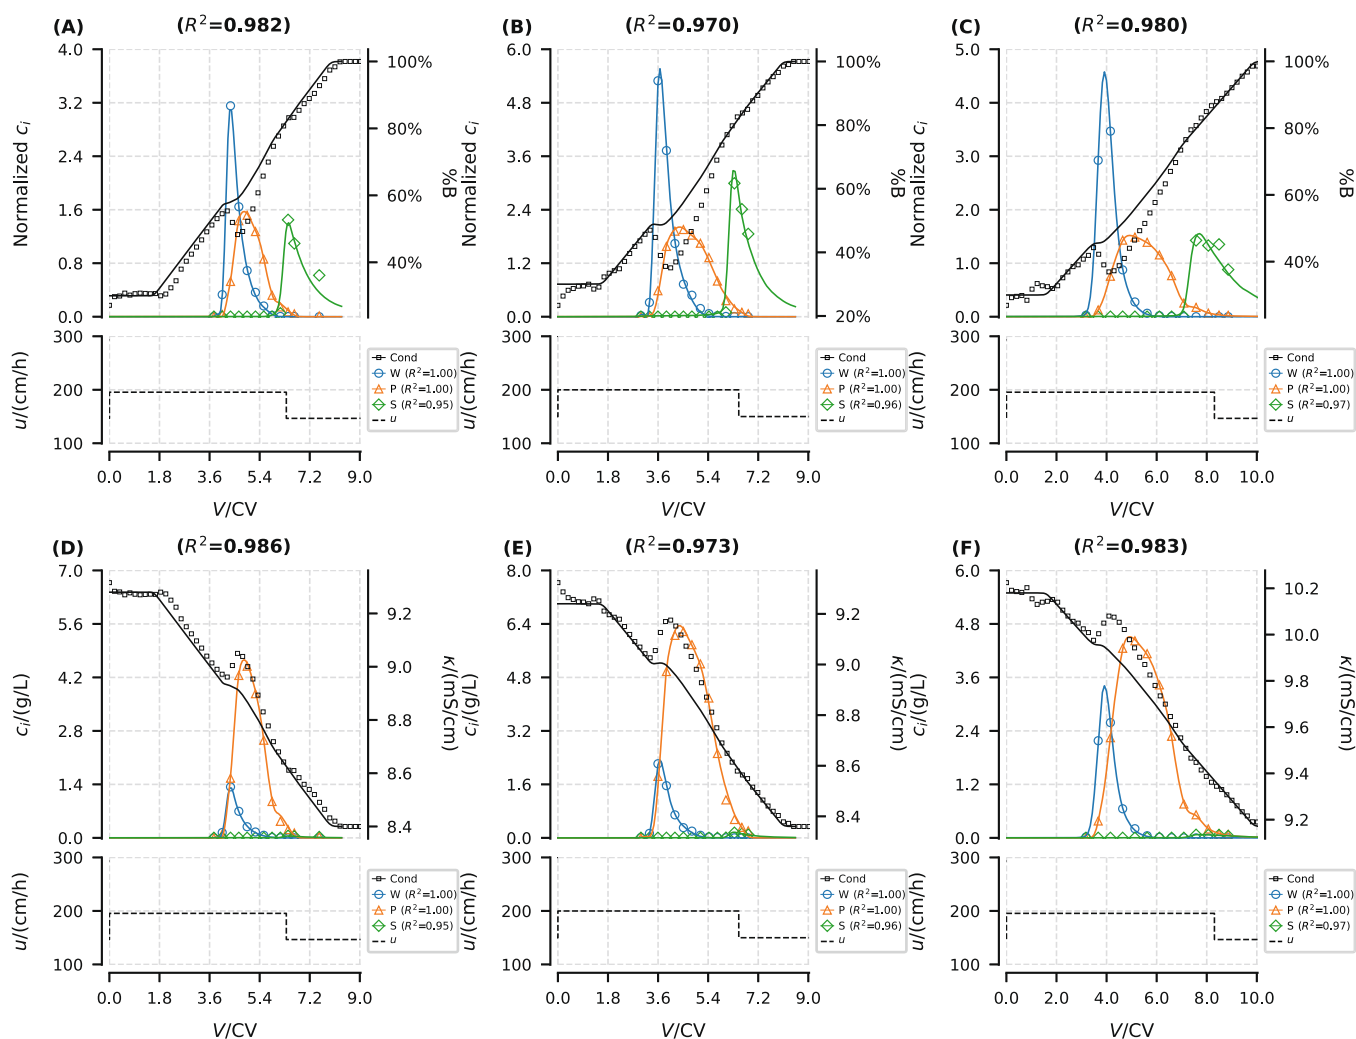 (A) (R²=0.982)
4.0
3.2
2.4
1.6
0.8
0.0
Normalized cᵢ
100%
80%
60%
40%
%B
300
200
100
u/(cm/h)
0.0 1.8 3.6 5.4 7.2 9.0
V/CV
Cond
W (R²=1.00)
P (R²=1.00)
S (R²=0.95)
u
(B) (R²=0.970)
6.0
4.8
3.6
2.4
1.2
0.0
Normalized cᵢ
100%
80%
60%
40%
20%
%B
300
200
100
u/(cm/h)
0.0 1.8 3.6 5.4 7.2 9.0
V/CV
Cond
W (R²=1.00)
P (R²=1.00)
S (R²=0.96)
u
(C) (R²=0.980)
5.0
4.0
3.0
2.0
1.0
0.0
Normalized cᵢ
100%
80%
60%
40%
%B
300
200
100
u/(cm/h)
0.0 2.0 4.0 6.0 8.0 10.0
V/CV
Cond
W (R²=1.00)
P (R²=1.00)
S (R²=0.97)
u
(D) (R²=0.986)
7.0
5.6
4.2
2.8
1.4
0.0
cᵢ/(g/L)
9.2
9.0
8.8
8.6
8.4
κ/(mS/cm)
300
200
100
u/(cm/h)
0.0 1.8 3.6 5.4 7.2 9.0
V/CV
Cond
W (R²=1.00)
P (R²=1.00)
S (R²=0.95)
u
(E) (R²=0.973)
8.0
6.4
4.8
3.2
1.6
0.0
cᵢ/(g/L)
9.2
9.0
8.8
8.6
8.4
κ/(mS/cm)
300
200
100
u/(cm/h)
0.0 1.8 3.6 5.4 7.2 9.0
V/CV
Cond
W (R²=1.00)
P (R²=1.00)
S (R²=0.96)
u
(F) (R²=0.983)
6.0
4.8
3.6
2.4
1.2
0.0
cᵢ/(g/L)
10.2
10.0
9.8
9.6
9.4
9.2
κ/(mS/cm)
300
200
100
u/(cm/h)
0.0 2.0 4.0 6.0 8.0 10.0
V/CV
Cond
W (R²=1.00)
P (R²=1.00)
S (R²=0.97)
u